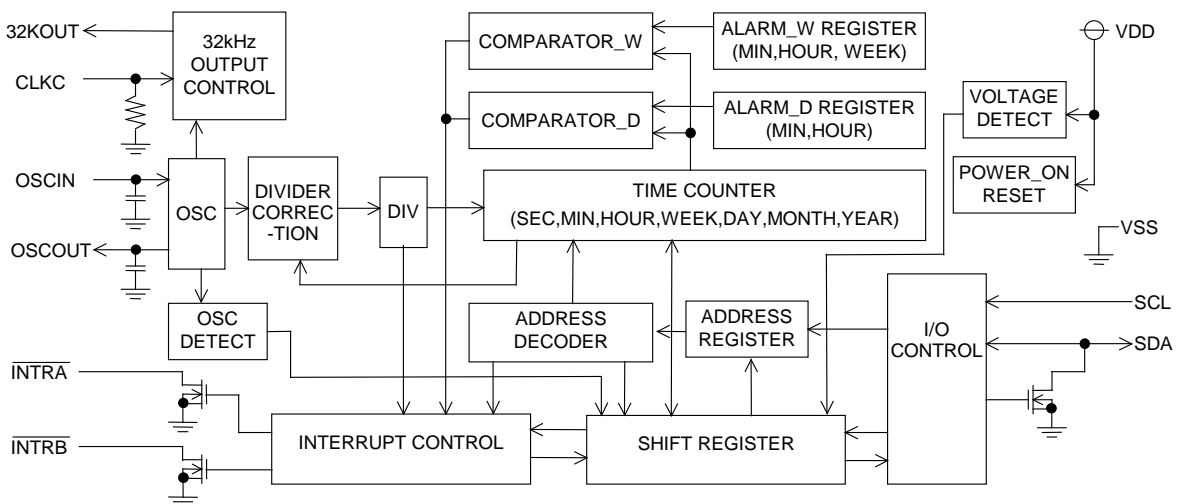 32KOUT
32kHz
OUTPUT
CONTROL
CLKC
COMPARATOR_W
ALARM_W REGISTER
(MIN,HOUR, WEEK)
VDD
COMPARATOR_D
ALARM_D REGISTER
(MIN,HOUR)
VOLTAGE
DETECT
POWER_ON
RESET
OSCIN
OSC
DIVIDER
CORREC
-TION
DIV
TIME COUNTER
(SEC,MIN,HOUR,WEEK,DAY,MONTH,YEAR)
OSCOUT
VSS
OSC
DETECT
ADDRESS
DECODER
ADDRESS
REGISTER
I/O
CONTROL
SCL
SDA
INTRA
INTRB
INTERRUPT CONTROL
SHIFT REGISTER